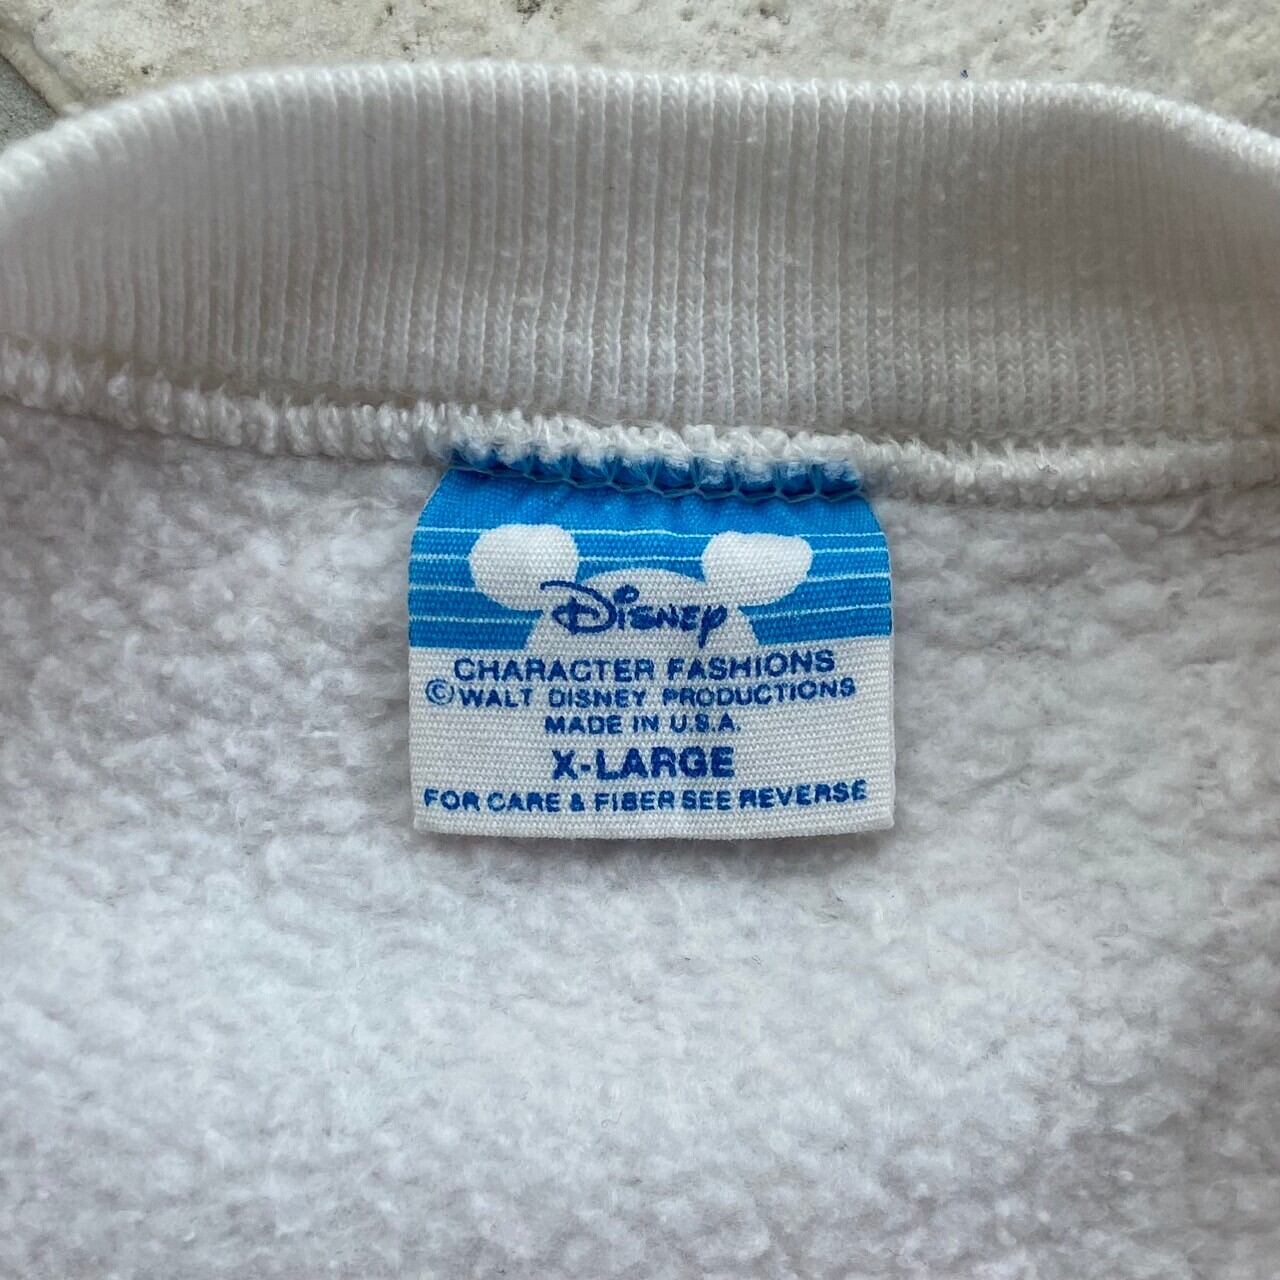 Disney
CHARACTER FASHIONS
©WALT DISNEY PRODUCTIONS
MADE IN U.S.A.
X-LARGE
FOR CARE & FIBER SEE REVERSE